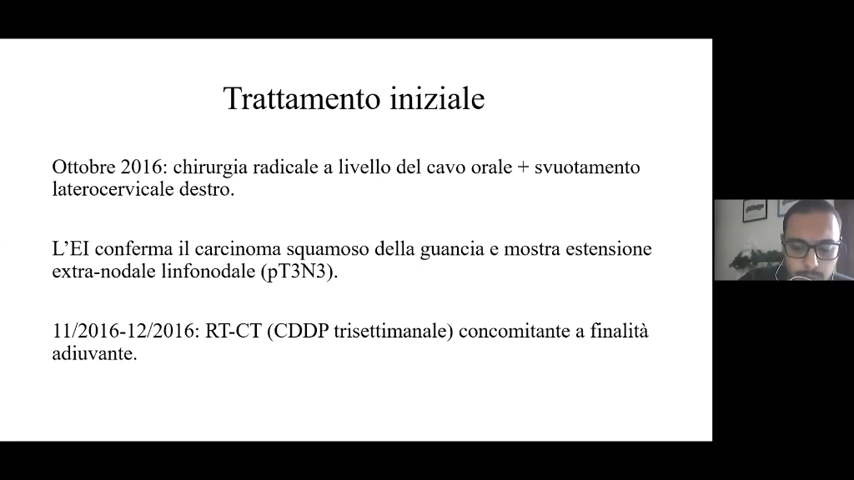 Trattamento iniziale
Ottobre 2016: chirurgia radicale a livello del cavo orale + svuotamento
laterocervicale destro.
L’EI conferma il carcinoma squamoso della guancia e mostra estensione
extra-nodale linfonodale (pT3N3).
11/2016-12/2016: RT-CT (CDDP trisettimanale) concomitante a finalità
adiuvante.